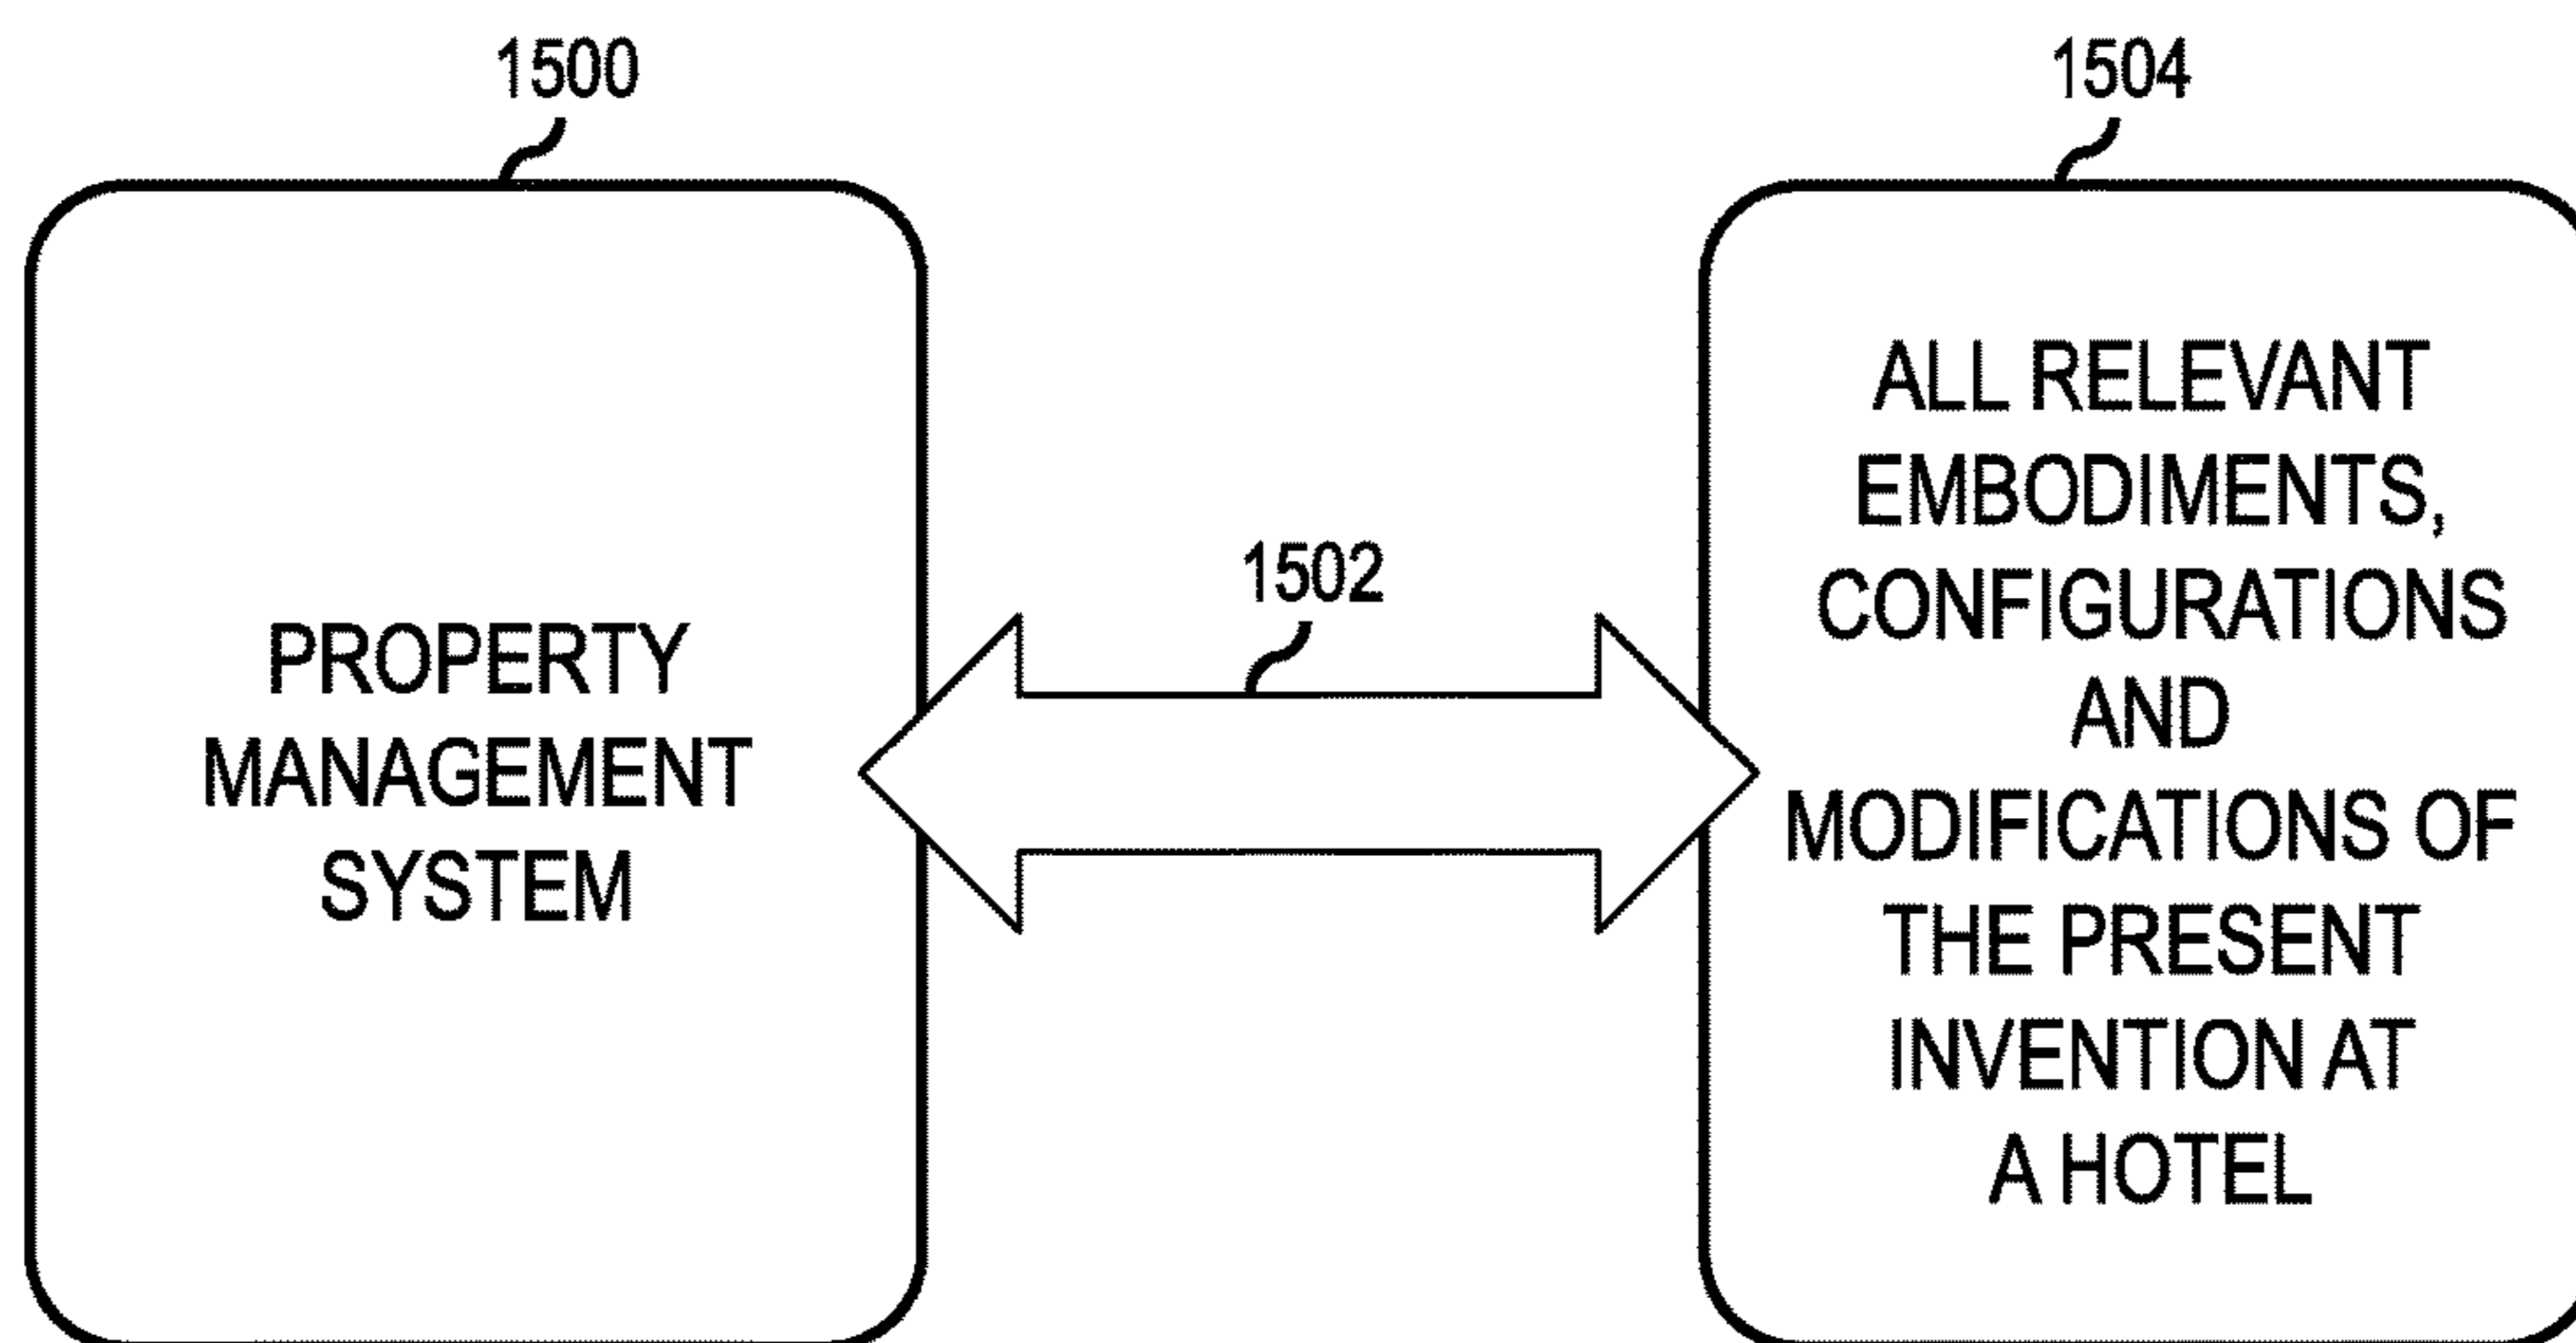 1500
PROPERTY
MANAGEMENT
SYSTEM
1502
1504
ALL RELEVANT
EMBODIMENTS,
CONFIGURATIONS
AND
MODIFICATIONS OF
THE PRESENT
INVENTION AT
A HOTEL